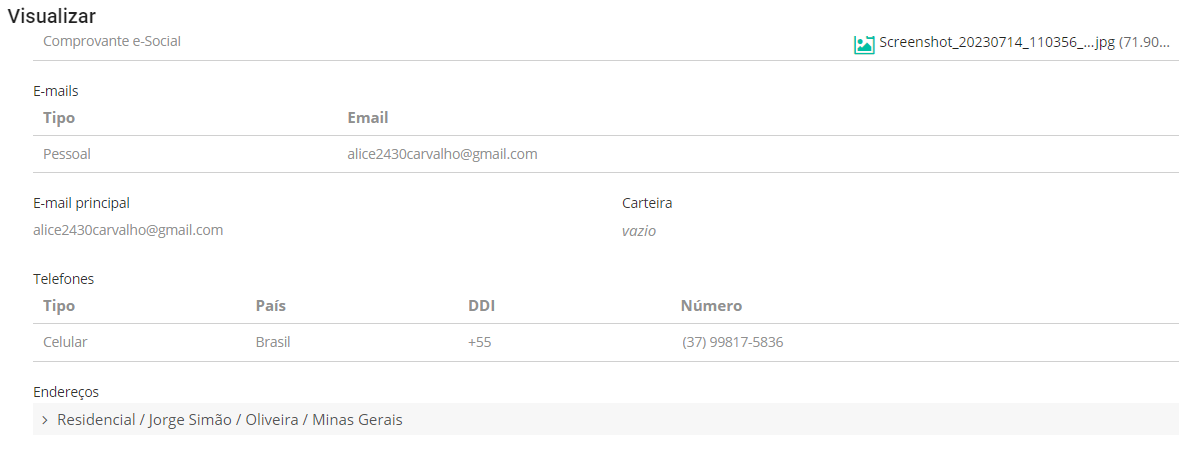 Visualizar
Comprovante e-Social Screenshot_20230714_110356_...jpg (71.90...
E-mails
Tipo Email
Pessoal alice2430carvalho@gmail.com
E-mail principal Carteira
alice2430carvalho@gmail.com vazio
Telefones
Tipo País DDI Número
Celular Brasil +55 (37) 99817-5836
Endereços
Residencial / Jorge Simão / Oliveira / Minas Gerais